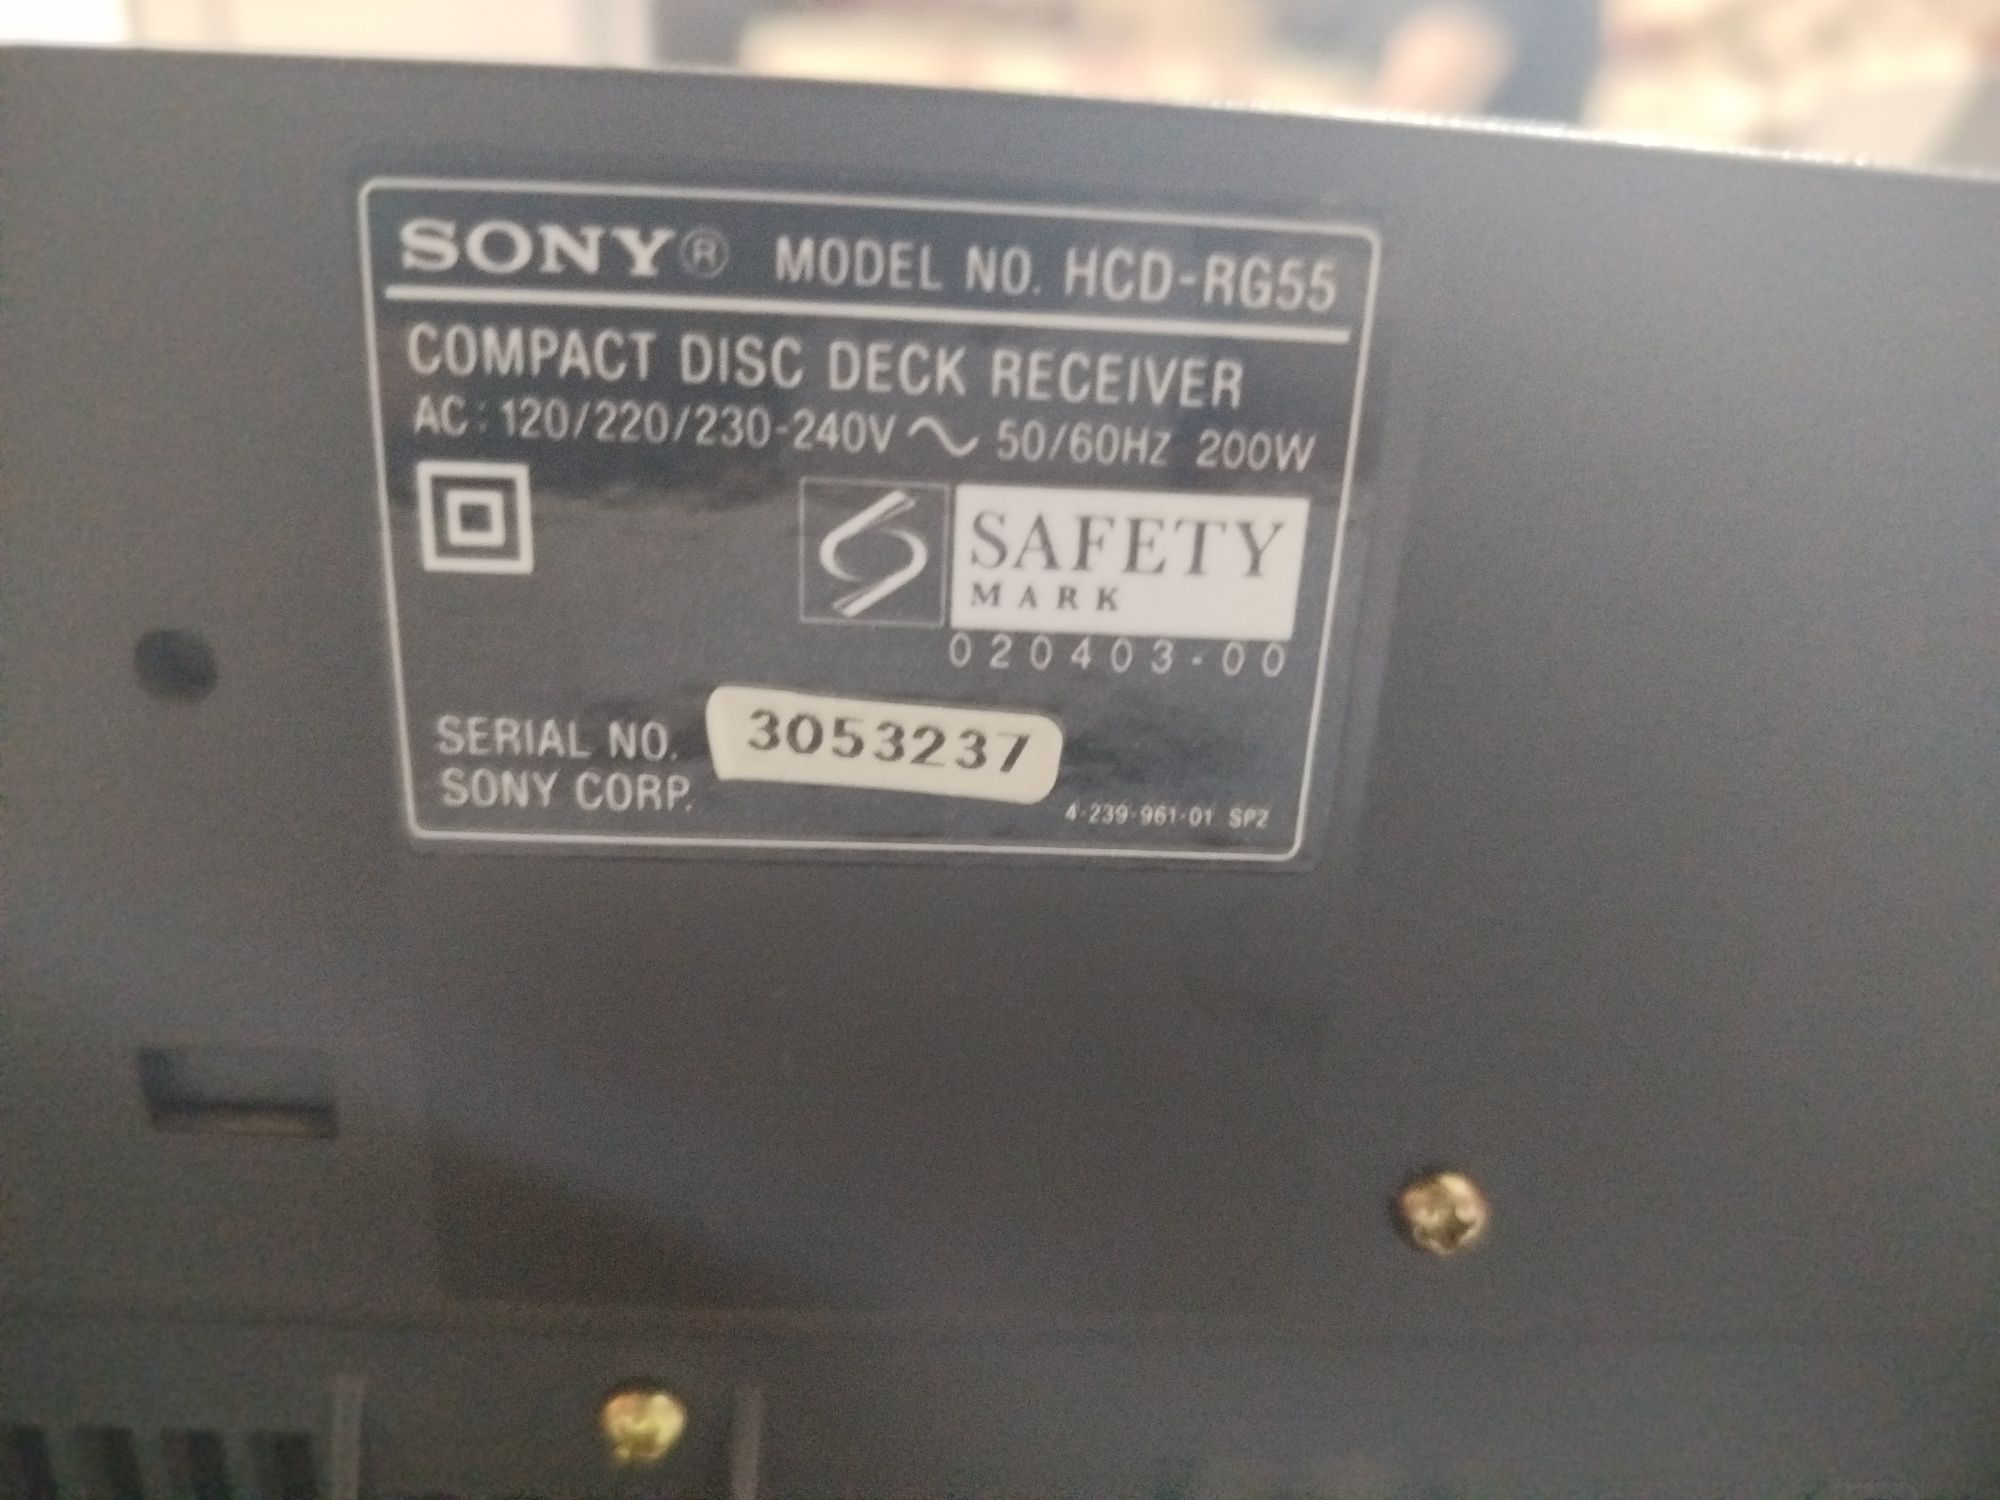 SONY® MODEL NO. HCD-RG55
COMPACT DISC DECK RECEIVER
AC: 120/220/230-240V ~ 50/60Hz 200W
SAFETY
MARK
020403-00
SERIAL NO. 3053237
SONY CORP.
4-239-961-01 SP2